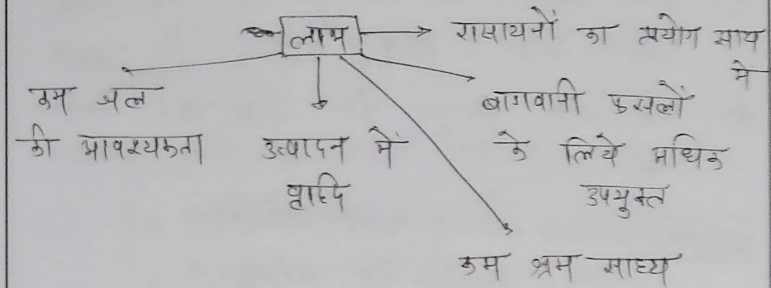 लाभ
रासायनों का प्रयोग साथ
में
कम जल
की आवश्यकता
उत्पादन में
वृद्धि
बागवानी फसलों
के लिये अधिक
उपयुक्त
कम श्रम साध्य